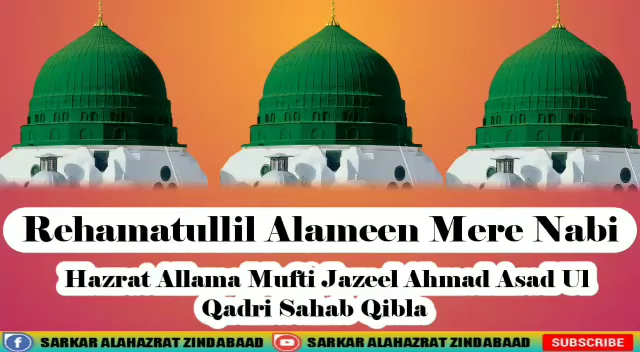 Rehamatullil Alameen Mere Nabi
Hazrat Allama Mufti Jazeel Ahmad Asad Ul
Qadri Sahab Qibla
f SARKAR ALAHAZRAT ZINDABAAD SARKAR ALAHAZRAT ZINDABAAD SUBSCRIBE